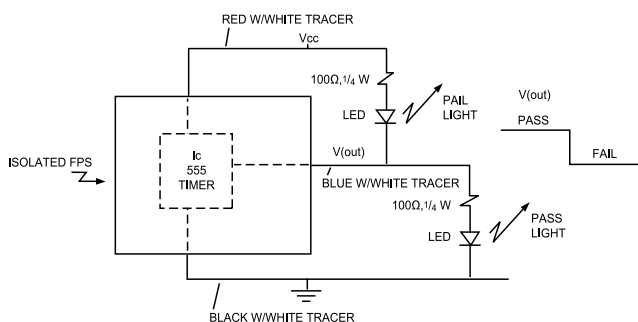 RED W/WHITE TRACER
Vcc
100Ω,1/4 W
LED
PAIL
LIGHT
V(out)
PASS
FAIL
ISOLATED FPS
Ic
555
TIMER
V(out)
BLUE W/WHITE TRACER
100Ω,1/4 W
LED
PASS
LIGHT
BLACK W/WHITE TRACER